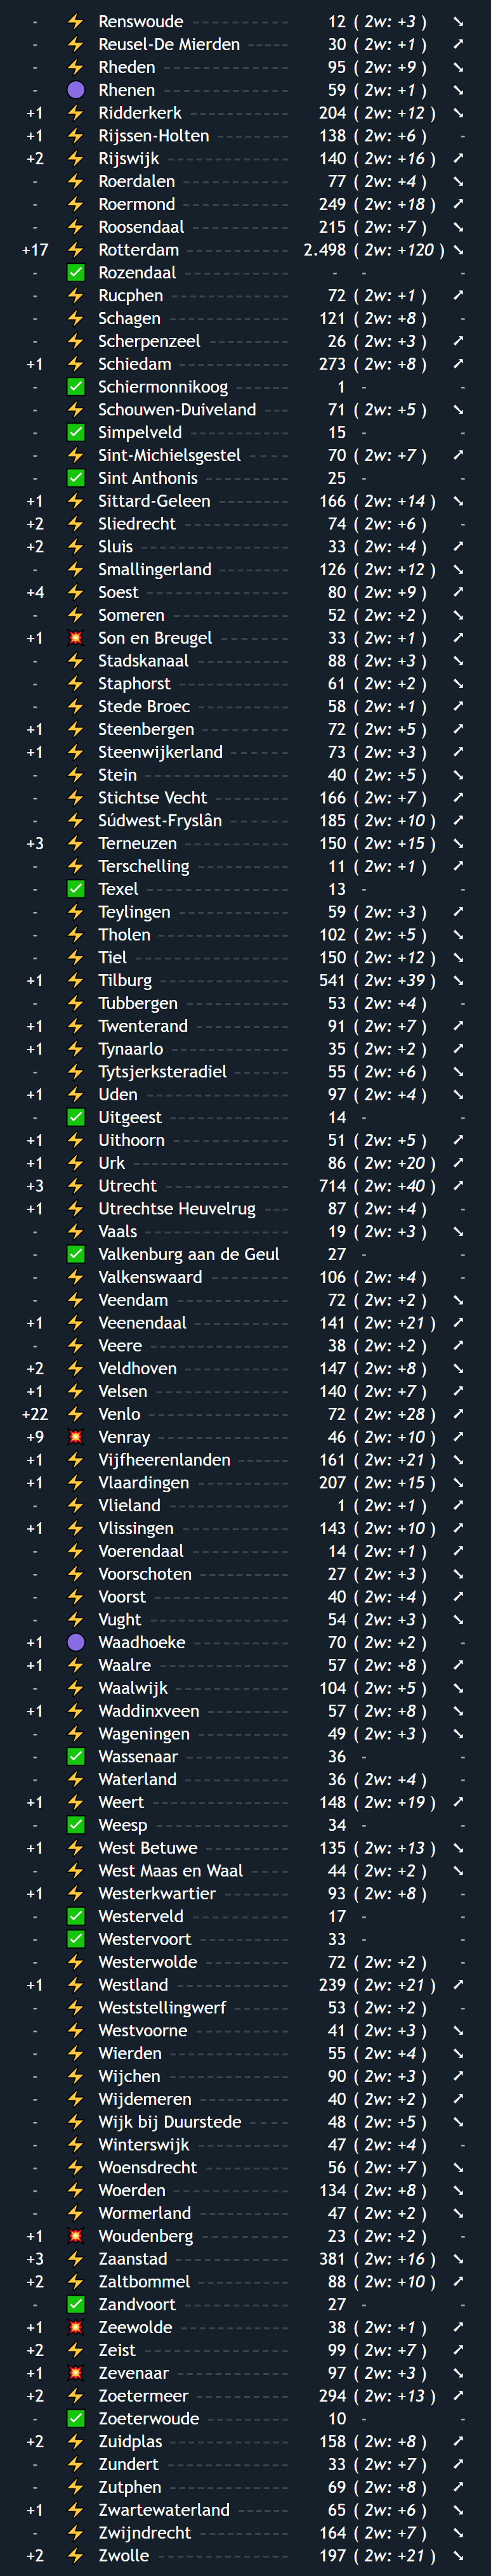 - ⚡ Renswoude ------------ 12 ( 2w: +3 ) ➘
- ⚡ Reusel-De Mierden ----- 30 ( 2w: +1 ) ➚
- ⚡ Rheden --------------- 95 ( 2w: +9 ) ➘
- 🟣 Rhenen --------------- 59 ( 2w: +1 ) ➘
+1 ⚡ Ridderkerk ------------ 204 ( 2w: +12 ) ➘
+1 ⚡ Rijssen-Holten --------- 138 ( 2w: +6 ) -
+2 ⚡ Rijswijk -------------- 140 ( 2w: +16 ) ➚
- ⚡ Roerdalen ------------- 77 ( 2w: +4 ) ➘
- ⚡ Roermond ------------- 249 ( 2w: +18 ) ➚
- ⚡ Roosendaal ------------ 215 ( 2w: +7 ) ➘
+17 ⚡ Rotterdam ------------ 2.498 ( 2w: +120 ) ➘
- ✅ Rozendaal ------------- - - -
- ⚡ Rucphen -------------- 72 ( 2w: +1 ) ➚
- ⚡ Schagen --------------- 121 ( 2w: +8 ) -
- ⚡ Scherpenzeel ---------- 26 ( 2w: +3 ) ➚
+1 ⚡ Schiedam ------------- 273 ( 2w: +8 ) ➚
- ✅ Schiermonnikoog ------- 1 - -
- ⚡ Schouwen-Duiveland ---- 71 ( 2w: +5 ) ➘
- ✅ Simpelveld ------------ 15 - -
- ⚡ Sint-Michielsgestel ----- 70 ( 2w: +7 ) ➚
- ✅ Sint Anthonis ---------- 25 - -
+1 ⚡ Sittard-Geleen --------- 166 ( 2w: +14 ) ➘
+2 ⚡ Sliedrecht ------------ 74 ( 2w: +6 ) -
+2 ⚡ Sluis ----------------- 33 ( 2w: +4 ) ➚
- ⚡ Smallingerland --------- 126 ( 2w: +12 ) ➘
+4 ⚡ Soest ----------------- 80 ( 2w: +9 ) ➚
- ⚡ Someren -------------- 52 ( 2w: +2 ) ➘
+1 💥 Son en Breugel -------- 33 ( 2w: +1 ) ➚
- ⚡ Stadskanaal ----------- 88 ( 2w: +3 ) ➘
- ⚡ Staphorst ------------- 61 ( 2w: +2 ) ➘
- ⚡ Stede Broec ----------- 58 ( 2w: +1 ) ➚
+1 ⚡ Steenbergen ---------- 72 ( 2w: +5 ) ➚
+1 ⚡ Steenwijkerland ------- 73 ( 2w: +3 ) ➚
- ⚡ Stein ----------------- 40 ( 2w: +5 ) ➘
- ⚡ Stichtse Vecht --------- 166 ( 2w: +7 ) ➚
- ⚡ Súdwest-Fryslân ------- 185 ( 2w: +10 ) ➚
+3 ⚡ Terneuzen ------------ 150 ( 2w: +15 ) ➘
- ⚡ Terschelling ----------- 11 ( 2w: +1 ) ➚
- ✅ Texel ----------------- 13 - -
- ⚡ Teylingen ------------- 59 ( 2w: +3 ) ➚
- ⚡ Tholen --------------- 102 ( 2w: +5 ) ➘
- ⚡ Tiel ------------------ 150 ( 2w: +12 ) ➘
+1 ⚡ Tilburg --------------- 541 ( 2w: +39 ) ➘
- ⚡ Tubbergen ------------ 53 ( 2w: +4 ) -
+1 ⚡ Twenterand ----------- 91 ( 2w: +7 ) ➚
+1 ⚡ Tynaarlo -------------- 35 ( 2w: +2 ) ➚
- ⚡ Tytsjerksteradiel ------- 55 ( 2w: +6 ) ➘
+1 ⚡ Uden ----------------- 97 ( 2w: +4 ) ➘
- ✅ Uitgeest -------------- 14 - -
+1 ⚡ Uithoorn -------------- 51 ( 2w: +5 ) ➚
+1 ⚡ Urk ------------------- 86 ( 2w: +20 ) ➚
+3 ⚡ Utrecht --------------- 714 ( 2w: +40 ) ➚
+1 ⚡ Utrechtse Heuvelrug --- 87 ( 2w: +4 ) -
- ⚡ Vaals ----------------- 19 ( 2w: +3 ) ➘
- ✅ Valkenburg aan de Geul 27 - -
- ⚡ Valkenswaard ---------- 106 ( 2w: +4 ) -
- ⚡ Veendam -------------- 72 ( 2w: +2 ) ➘
+1 ⚡ Veenendaal ------------ 141 ( 2w: +21 ) ➚
- ⚡ Veere ----------------- 38 ( 2w: +2 ) ➚
+2 ⚡ Veldhoven ------------- 147 ( 2w: +8 ) ➘
+1 ⚡ Velsen ---------------- 140 ( 2w: +7 ) ➚
+22 ⚡ Venlo ----------------- 72 ( 2w: +28 ) ➚
+9 💥 Venray ---------------- 46 ( 2w: +10 ) ➚
+1 ⚡ Vijfheerenlanden ------ 161 ( 2w: +21 ) ➘
+1 ⚡ Vlaardingen ----------- 207 ( 2w: +15 ) ➘
- ⚡ Vlieland --------------- 1 ( 2w: +1 ) ➚
+1 ⚡ Vlissingen ------------- 143 ( 2w: +10 ) ➚
- ⚡ Voerendaal ------------ 14 ( 2w: +1 ) ➚
- ⚡ Voorschoten ----------- 27 ( 2w: +3 ) ➘
- ⚡ Voorst ---------------- 40 ( 2w: +4 ) ➚
- ⚡ Vught ----------------- 54 ( 2w: +3 ) ➘
+1 🟣 Waadhoeke ------------ 70 ( 2w: +2 ) -
+1 ⚡ Waalre ---------------- 57 ( 2w: +8 ) ➚
- ⚡ Waalwijk -------------- 104 ( 2w: +5 ) ➘
+1 ⚡ Waddinxveen ---------- 57 ( 2w: +8 ) ➘
- ⚡ Wageningen ----------- 49 ( 2w: +3 ) ➘
- ✅ Wassenaar ------------ 36 - -
- ⚡ Waterland ------------- 36 ( 2w: +4 ) -
+1 ⚡ Weert ----------------- 148 ( 2w: +19 ) ➚
- ✅ Weesp ---------------- 34 - -
+1 ⚡ West Betuwe ---------- 135 ( 2w: +13 ) ➘
- ⚡ West Maas en Waal ----- 44 ( 2w: +2 ) ➘
+1 ⚡ Westerkwartier -------- 93 ( 2w: +8 ) -
- ✅ Westerveld ------------ 17 - -
- ✅ Westervoort ----------- 33 - -
- ⚡ Westerwolde ---------- 72 ( 2w: +2 ) -
+1 ⚡ Westland -------------- 239 ( 2w: +21 ) ➚
- ⚡ Weststellingwerf ------- 53 ( 2w: +2 ) -
- ⚡ Westvoorne ----------- 41 ( 2w: +3 ) ➘
- ⚡ Wierden -------------- 55 ( 2w: +4 ) ➘
- ⚡ Wijchen --------------- 90 ( 2w: +3 ) ➚
- ⚡ Wijdemeren ----------- 40 ( 2w: +2 ) ➚
- ⚡ Wijk bij Duurstede ----- 48 ( 2w: +5 ) ➘
- ⚡ Winterswijk ----------- 47 ( 2w: +4 ) -
- ⚡ Woensdrecht ---------- 56 ( 2w: +7 ) ➘
- ⚡ Woerden -------------- 134 ( 2w: +8 ) ➘
- ⚡ Wormerland ----------- 47 ( 2w: +2 ) ➘
+1 💥 Woudenberg ----------- 23 ( 2w: +2 ) -
+3 ⚡ Zaanstad -------------- 381 ( 2w: +16 ) ➘
+2 ⚡ Zaltbommel ----------- 88 ( 2w: +10 ) ➚
- ✅ Zandvoort ------------- 27 - -
+1 💥 Zeewolde ------------- 38 ( 2w: +1 ) ➚
+2 ⚡ Zeist ----------------- 99 ( 2w: +7 ) ➚
+1 💥 Zevenaar -------------- 97 ( 2w: +3 ) ➘
+2 ⚡ Zoetermeer ----------- 294 ( 2w: +13 ) ➚
- ✅ Zoeterwoude ---------- 10 - -
+2 ⚡ Zuidplas -------------- 158 ( 2w: +8 ) ➚
- ⚡ Zundert --------------- 33 ( 2w: +7 ) ➚
- ⚡ Zutphen -------------- 69 ( 2w: +8 ) ➚
+1 ⚡ Zwartewaterland ------ 65 ( 2w: +6 ) ➘
- ⚡ Zwijndrecht ----------- 164 ( 2w: +7 ) ➘
+2 ⚡ Zwolle ---------------- 197 ( 2w: +21 ) ➘